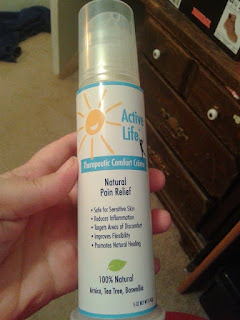 Active
Life
Therapeutic Comfort Crème
Natural
Pain Relief
• Safe for Sensitive Skin
• Reduces Inflammation
• Targets Areas of Discomfort
• Improves Flexibility
• Promotes Natural Healing
100% Natural
Arnica, Tea Tree, Boswellia